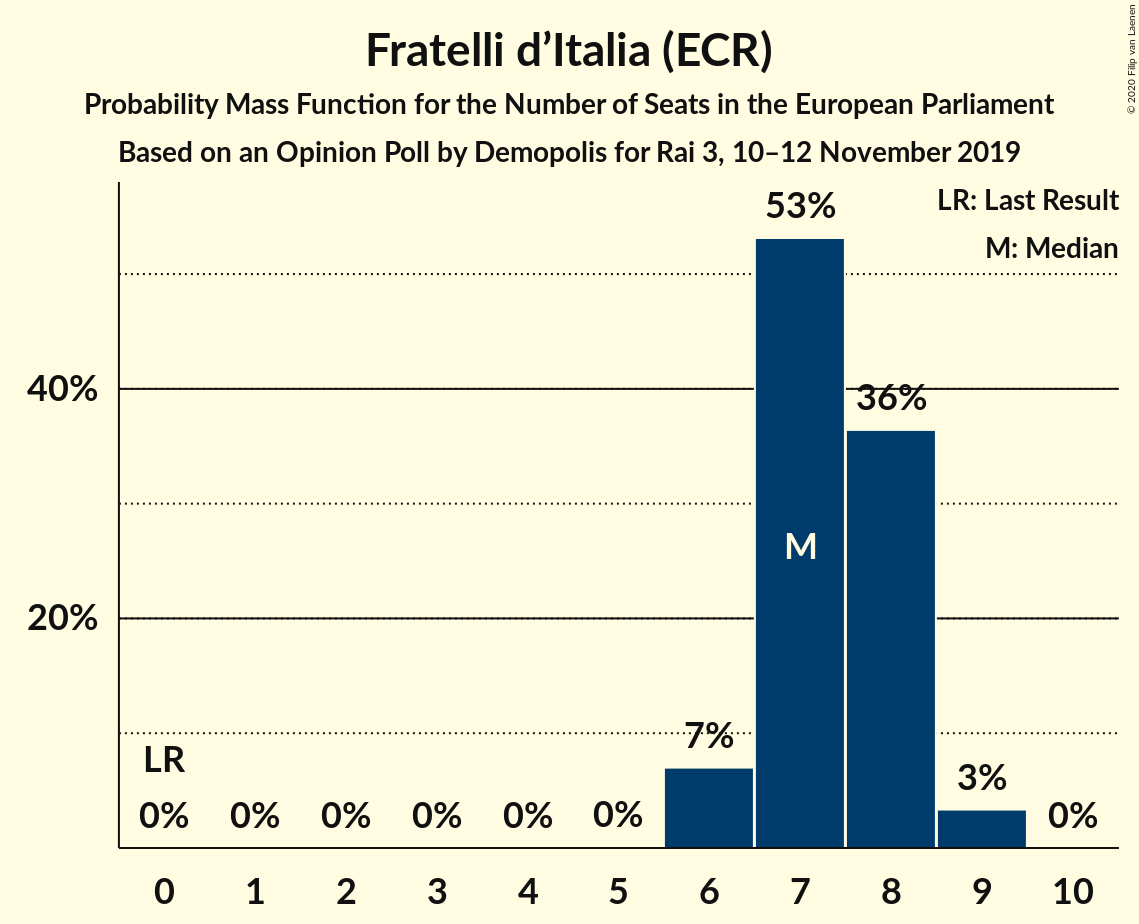 Fratelli d’Italia (ECR)
Probability Mass Function for the Number of Seats in the European Parliament
Based on an Opinion Poll by Demopolis for Rai 3, 10–12 November 2019
© 2020 Filip van Laenen
LR: Last Result
M: Median
53%
40%
36%
M
20%
7%
LR
3%
0% 0% 0% 0% 0% 0% 0%
0 1 2 3 4 5 6 7 8 9 10